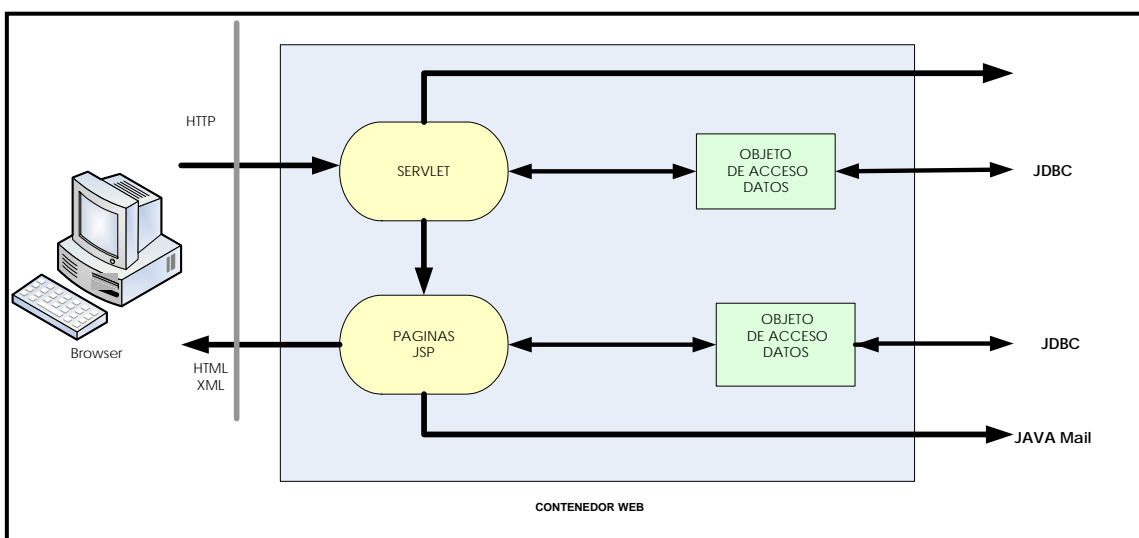 HTTP
SERVLET
OBJETO
DE ACCESO
DATOS
JDBC
Browser
HTML
XML
PAGINAS
JSP
OBJETO
DE ACCESO
DATOS
JDBC
JAVA Mail
CONTENEDOR WEB